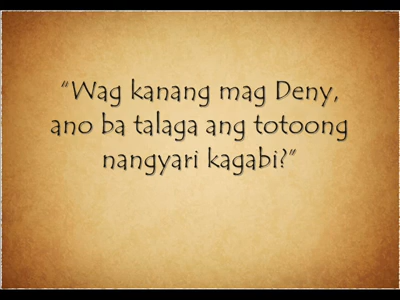 “Wag kanang mag Deny,
ano ba talaga ang totoong
nangyari kagabi?”